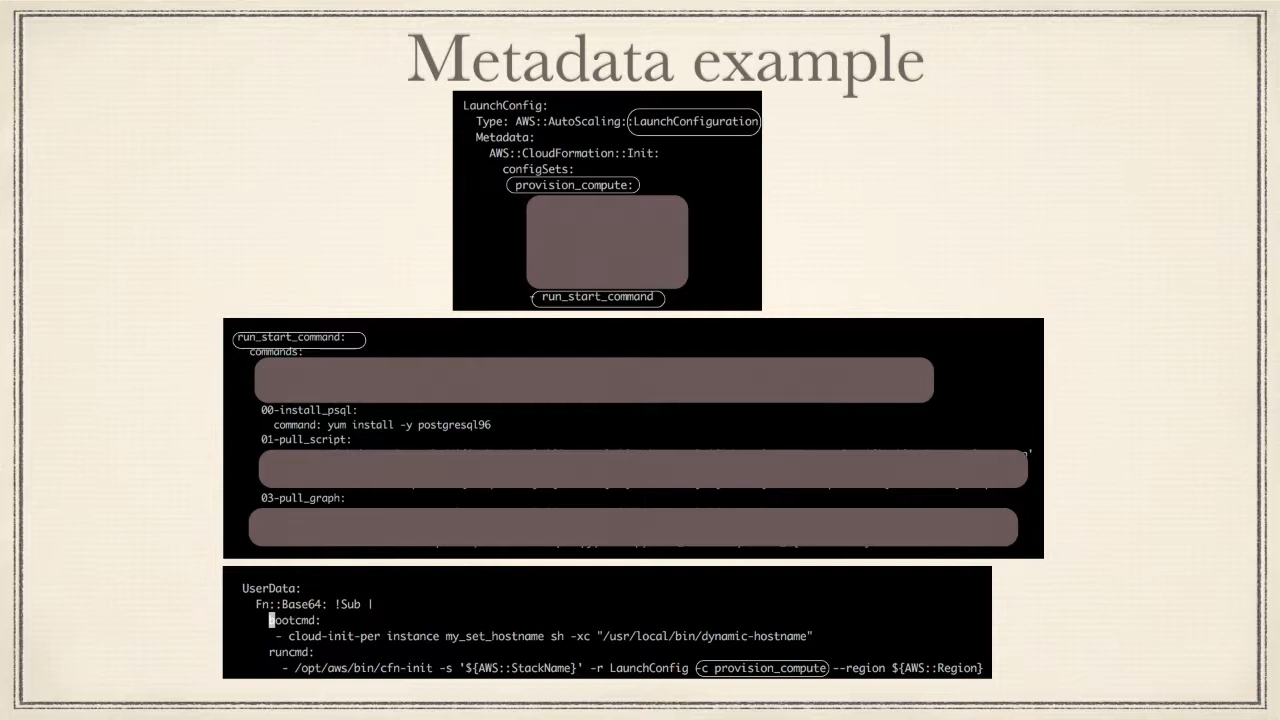 Metadata example
LaunchConfig:
Type: AWS::AutoScaling::LaunchConfiguration
Metadata:
AWS::CloudFormation::Init:
configSets:
provision_compute:
- run_start_command
run_start_command:
commands:
00-install_psql:
command: yum install -y postgresql96
01-pull_script:
03-pull_graph:
UserData:
Fn::Base64: !Sub |
bootcmd:
- cloud-init-per instance my_set_hostname sh -xc "/usr/local/bin/dynamic-hostname"
runcmd:
- /opt/aws/bin/cfn-init -s '${AWS::StackName}' -r LaunchConfig -c provision_compute --region ${AWS::Region}